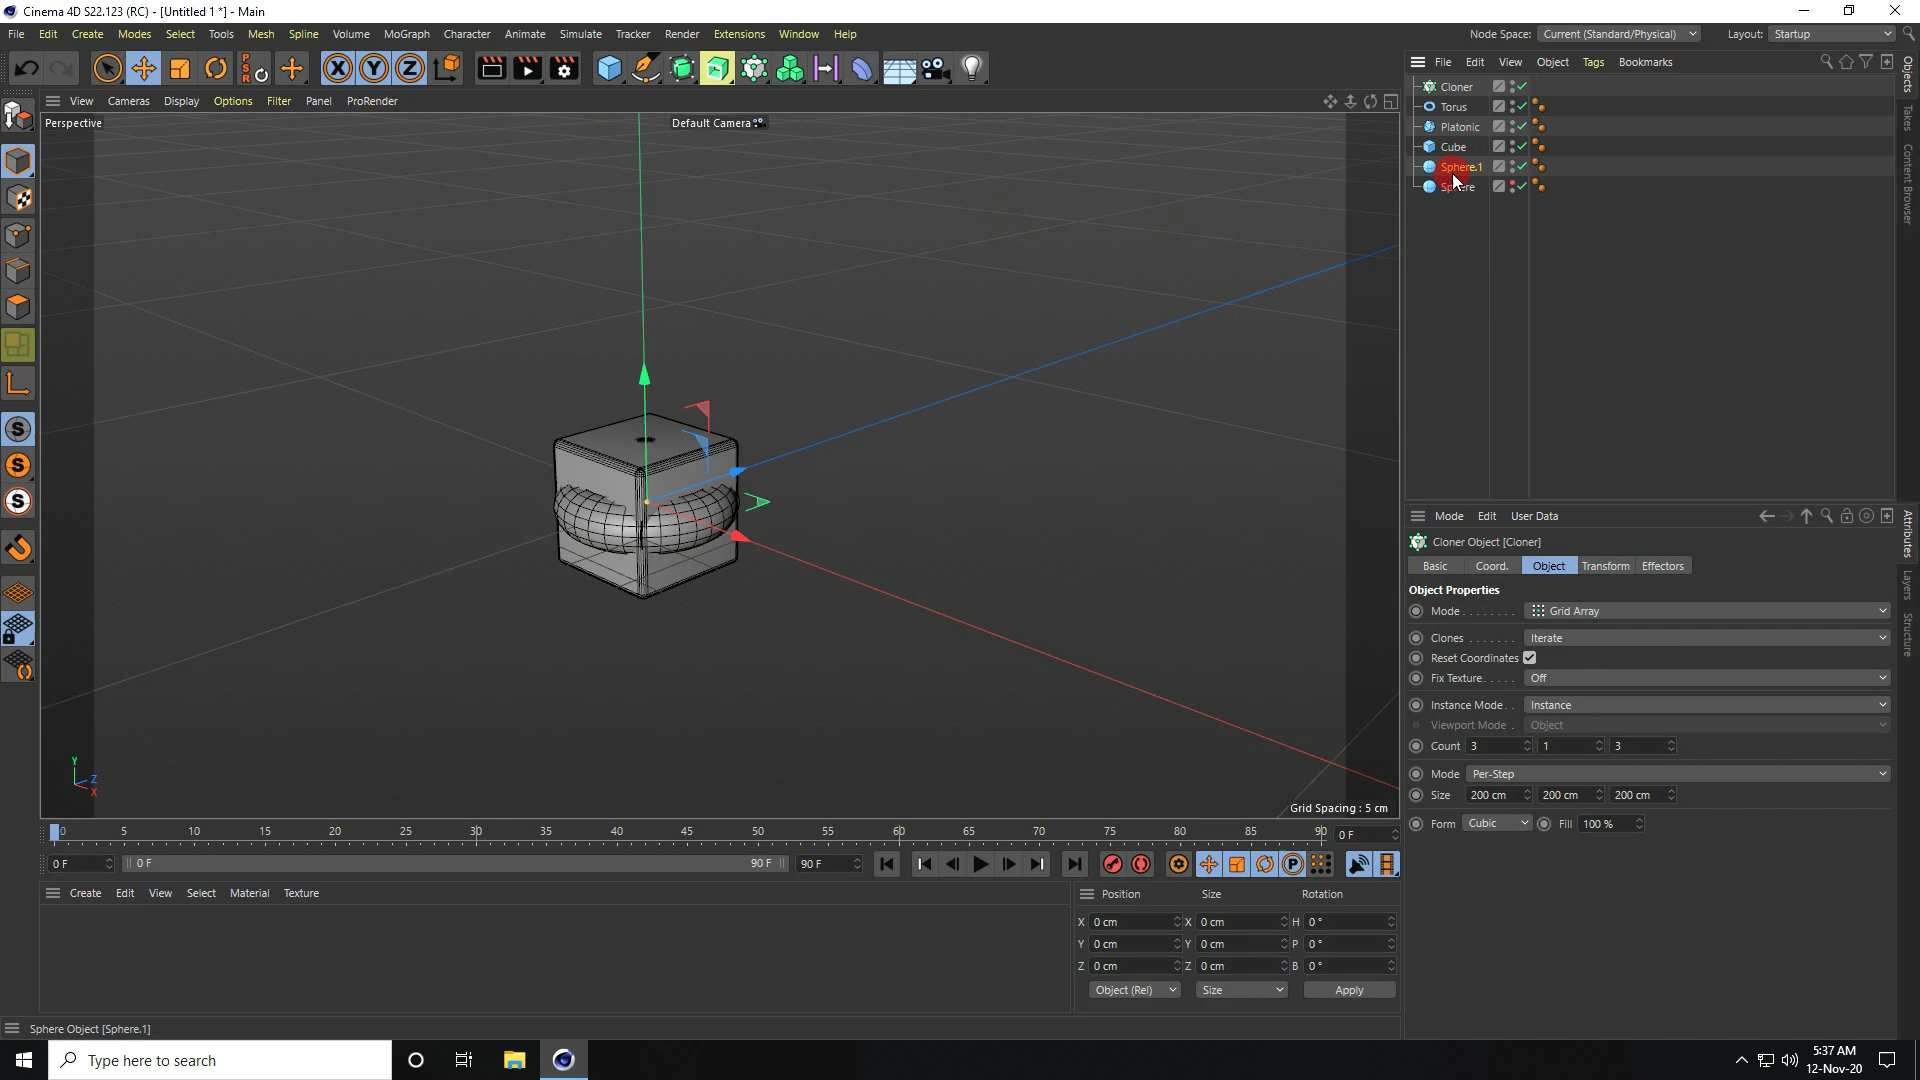 Cinema 4D S22.123 (RC) - [Untitled 1 *] - Main
File Edit Create Modes Select Tools Mesh Spline Volume MoGraph Character Animate Simulate Tracker Render Extensions Window Help Node Space: Current (Standard/Physical) Layout: Startup
View Cameras Display Options Filter Panel ProRender
Perspective
Default Camera
Grid Spacing : 5 cm
File Edit View Object Tags Bookmarks
Cloner
Torus
Platonic
Cube
Sphere.1
Sphere
Objects
Takes
Content Browser
Mode Edit User Data
Cloner Object [Cloner]
Basic Coord. Object Transform Effectors
Object Properties
Mode Grid Array
Clones Iterate
Reset Coordinates
Fix Texture Off
Instance Mode Instance
Viewport Mode Object
Count 3 1 3
Mode Per-Step
Size 200 cm 200 cm 200 cm
Form Cubic Fill 100 %
Attributes
Layers
Structure
0 5 10 15 20 25 30 35 40 45 50 55 60 65 70 75 80 85 90 0 F
0 F 0 F 90 F 90 F
Create Edit View Select Material Texture
Position Size Rotation
X 0 cm X 0 cm H 0 °
Y 0 cm Y 0 cm P 0 °
Z 0 cm Z 0 cm B 0 °
Object (Rel) Size Apply
Sphere Object [Sphere.1]
Type here to search
5:37 AM
12-Nov-20